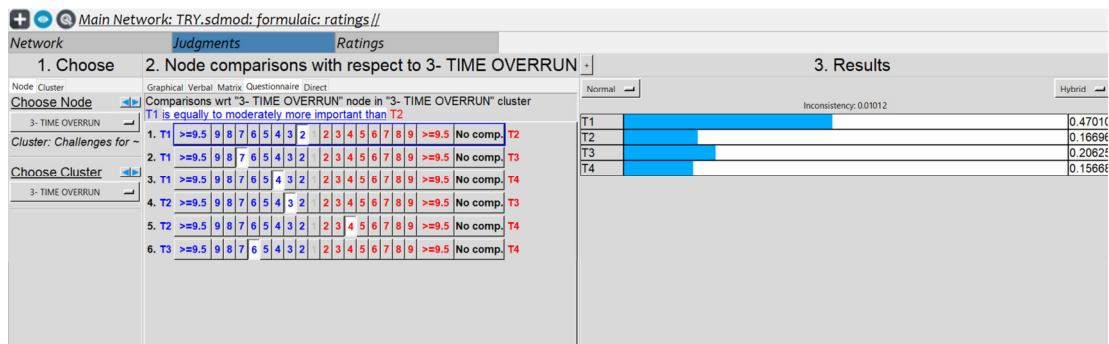 Main Network: TRY.sdmod: formulaic: ratings//
Network Judgments Ratings
1. Choose
Node Cluster
Choose Node
3- TIME OVERRUN
Cluster: Challenges for ~
Choose Cluster
3- TIME OVERRUN
2. Node comparisons with respect to 3- TIME OVERRUN
Graphical Verbal Matrix Questionnaire Direct
Comparisons wrt "3- TIME OVERRUN" node in "3- TIME OVERRUN" cluster
T1 is equally to moderately more important than T2
1. T1 >=9.5 9 8 7 6 5 4 3 2 1 2 3 4 5 6 7 8 9 >=9.5 No comp. T2
2. T1 >=9.5 9 8 7 6 5 4 3 2 1 2 3 4 5 6 7 8 9 >=9.5 No comp. T3
3. T1 >=9.5 9 8 7 6 5 4 3 2 1 2 3 4 5 6 7 8 9 >=9.5 No comp. T4
4. T2 >=9.5 9 8 7 6 5 4 3 2 1 2 3 4 5 6 7 8 9 >=9.5 No comp. T3
5. T2 >=9.5 9 8 7 6 5 4 3 2 1 2 3 4 5 6 7 8 9 >=9.5 No comp. T4
6. T3 >=9.5 9 8 7 6 5 4 3 2 1 2 3 4 5 6 7 8 9 >=9.5 No comp. T4
+ 3. Results
Normal Hybrid
Inconsistency: 0.01012
T1 0.47010
T2 0.16696
T3 0.20625
T4 0.15668